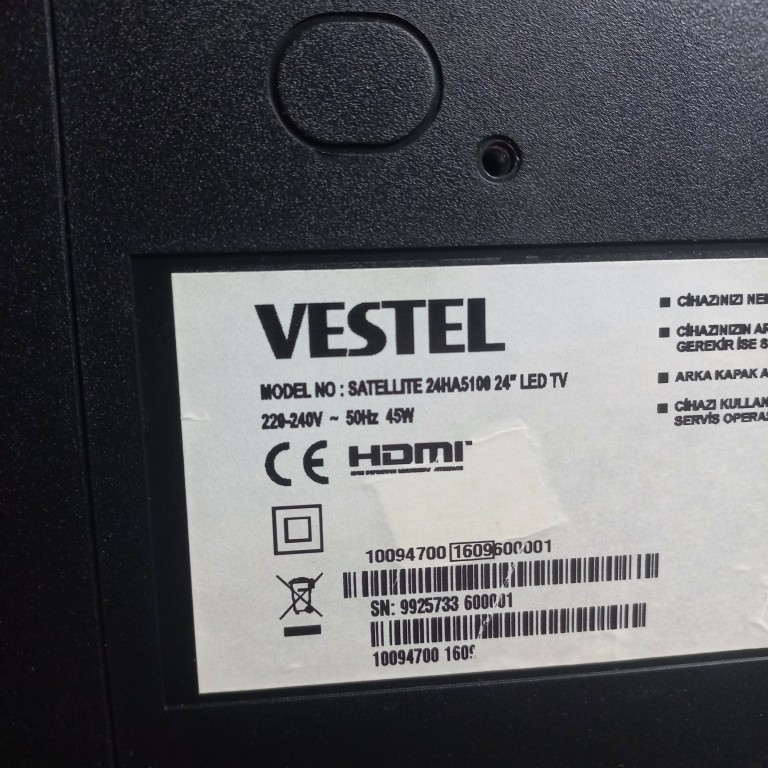 VESTEL
MODEL NO : SATELLITE 24HA5100 24" LED TV
220-240V ~ 50Hz 45W
CE HDMI
10094700 1609600001
SN: 9925733 600001
10094700 1609
■ CİHAZINIZI
■ CİHAZININ
GEREKİR İSE S
■ ARKA KAPAK A
■ CİHAZI KULLAN
SERVİS OPERAS